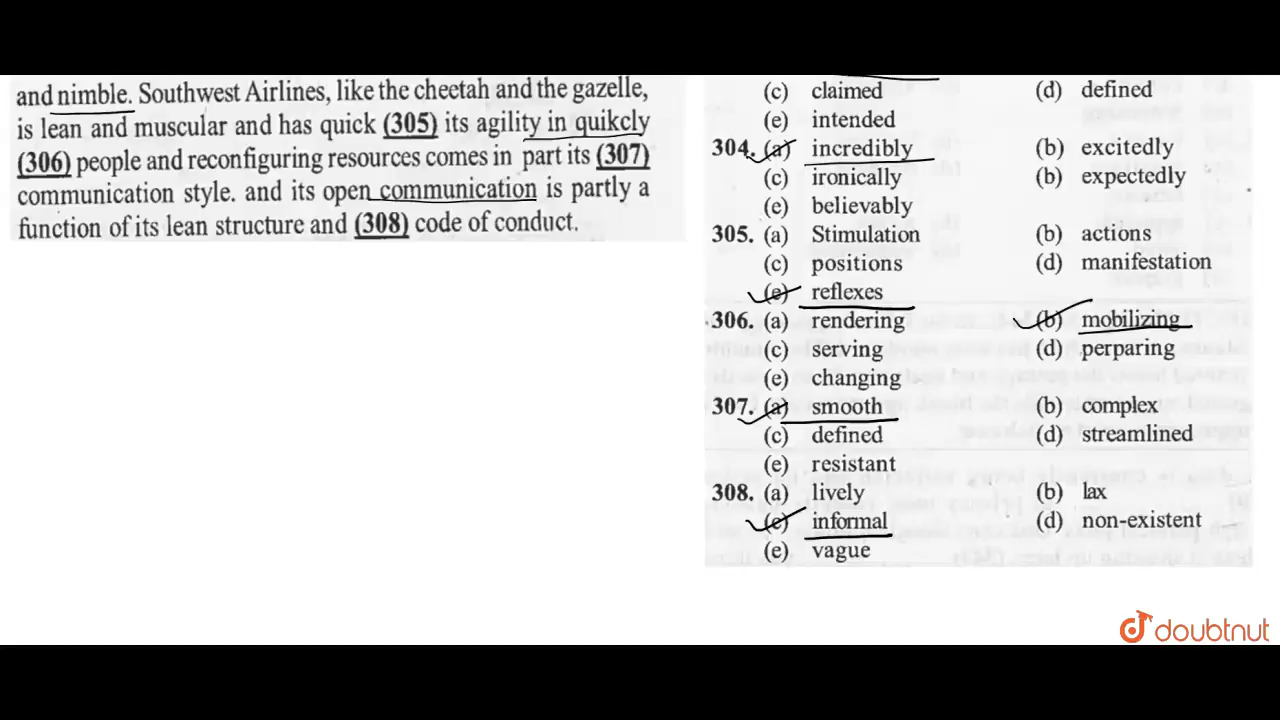 and nimble. Southwest Airlines, like the cheetah and the gazelle,
is lean and muscular and has quick (305) its agility in quikcly
(306) people and reconfiguring resources comes in part its (307)
communication style. and its open communication is partly a
function of its lean structure and (308) code of conduct.
(c) claimed (d) defined
(e) intended
304. (a) incredibly (b) excitedly
(c) ironically (b) expectedly
(e) believably
305. (a) Stimulation (b) actions
(c) positions (d) manifestation
(e) reflexes
306. (a) rendering (b) mobilizing
(c) serving (d) perparing
(e) changing
307. (a) smooth (b) complex
(c) defined (d) streamlined
(e) resistant
308. (a) lively (b) lax
(c) informal (d) non-existent
(e) vague
doubtnut